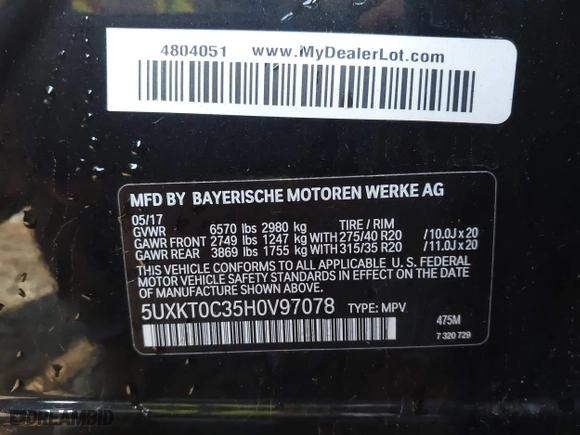 4804051 www.MyDealerLot.com
MFD BY BAYERISCHE MOTOREN WERKE AG
05/17
GVWR 6570 lbs 2980 kg TIRE / RIM
GAWR FRONT 2749 lbs 1247 kg WITH 275/40 R20 /10.0J x 20
GAWR REAR 3869 lbs 1755 kg WITH 315/35 R20 /11.0J x 20
THIS VEHICLE CONFORMS TO ALL APPLICABLE U. S. FEDERAL
MOTOR VEHICLE SAFETY STANDARDS IN EFFECT ON THE DATE OF
MANUFACTURE SHOWN ABOVE.
5UXKT0C35H0V97078 TYPE: MPV
475M
7 320 729
DREAMBID